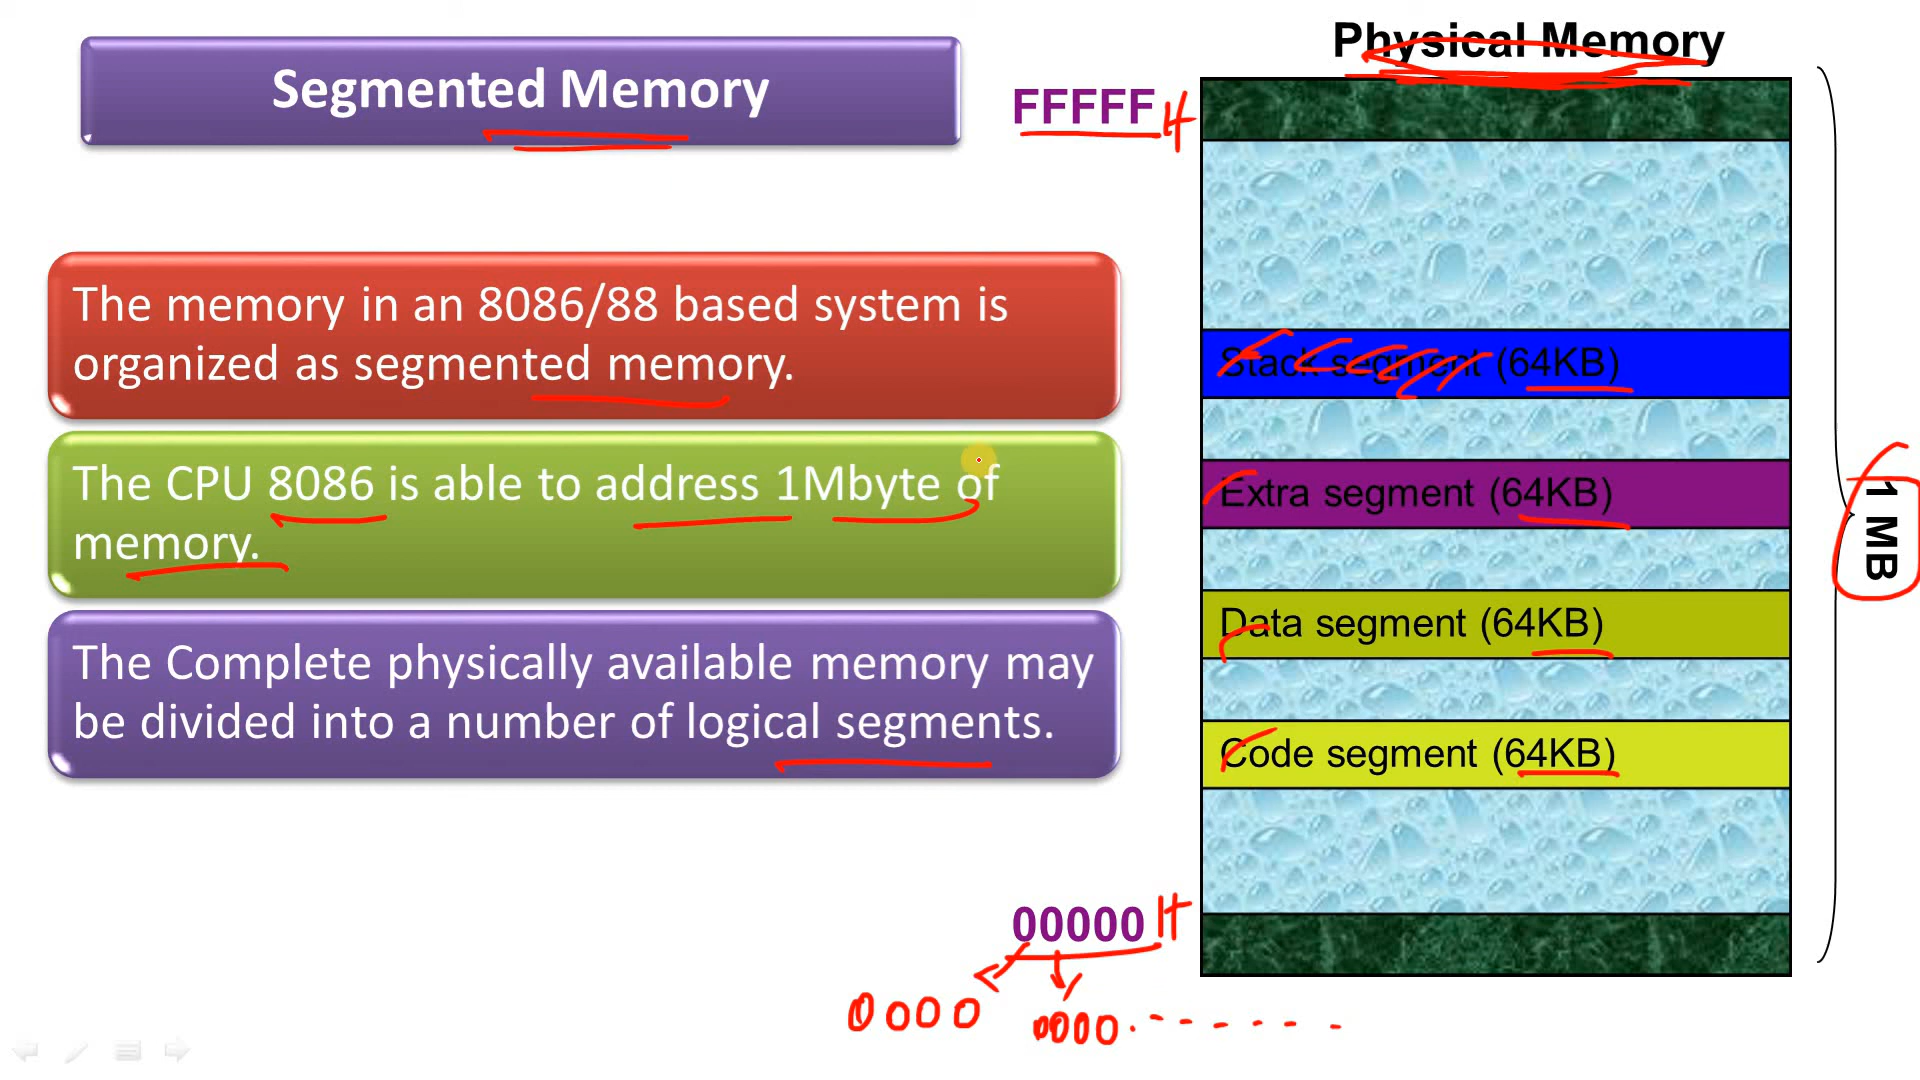 Segmented Memory
The memory in an 8086/88 based system is
organized as segmented memory.
The CPU 8086 is able to address 1Mbyte of
memory.
The Complete physically available memory may
be divided into a number of logical segments.
Physical Memory
FFFFF H
Stack segment (64KB)
Extra segment (64KB)
Data segment (64KB)
Code segment (64KB)
1 MB
00000 H
0000
0000